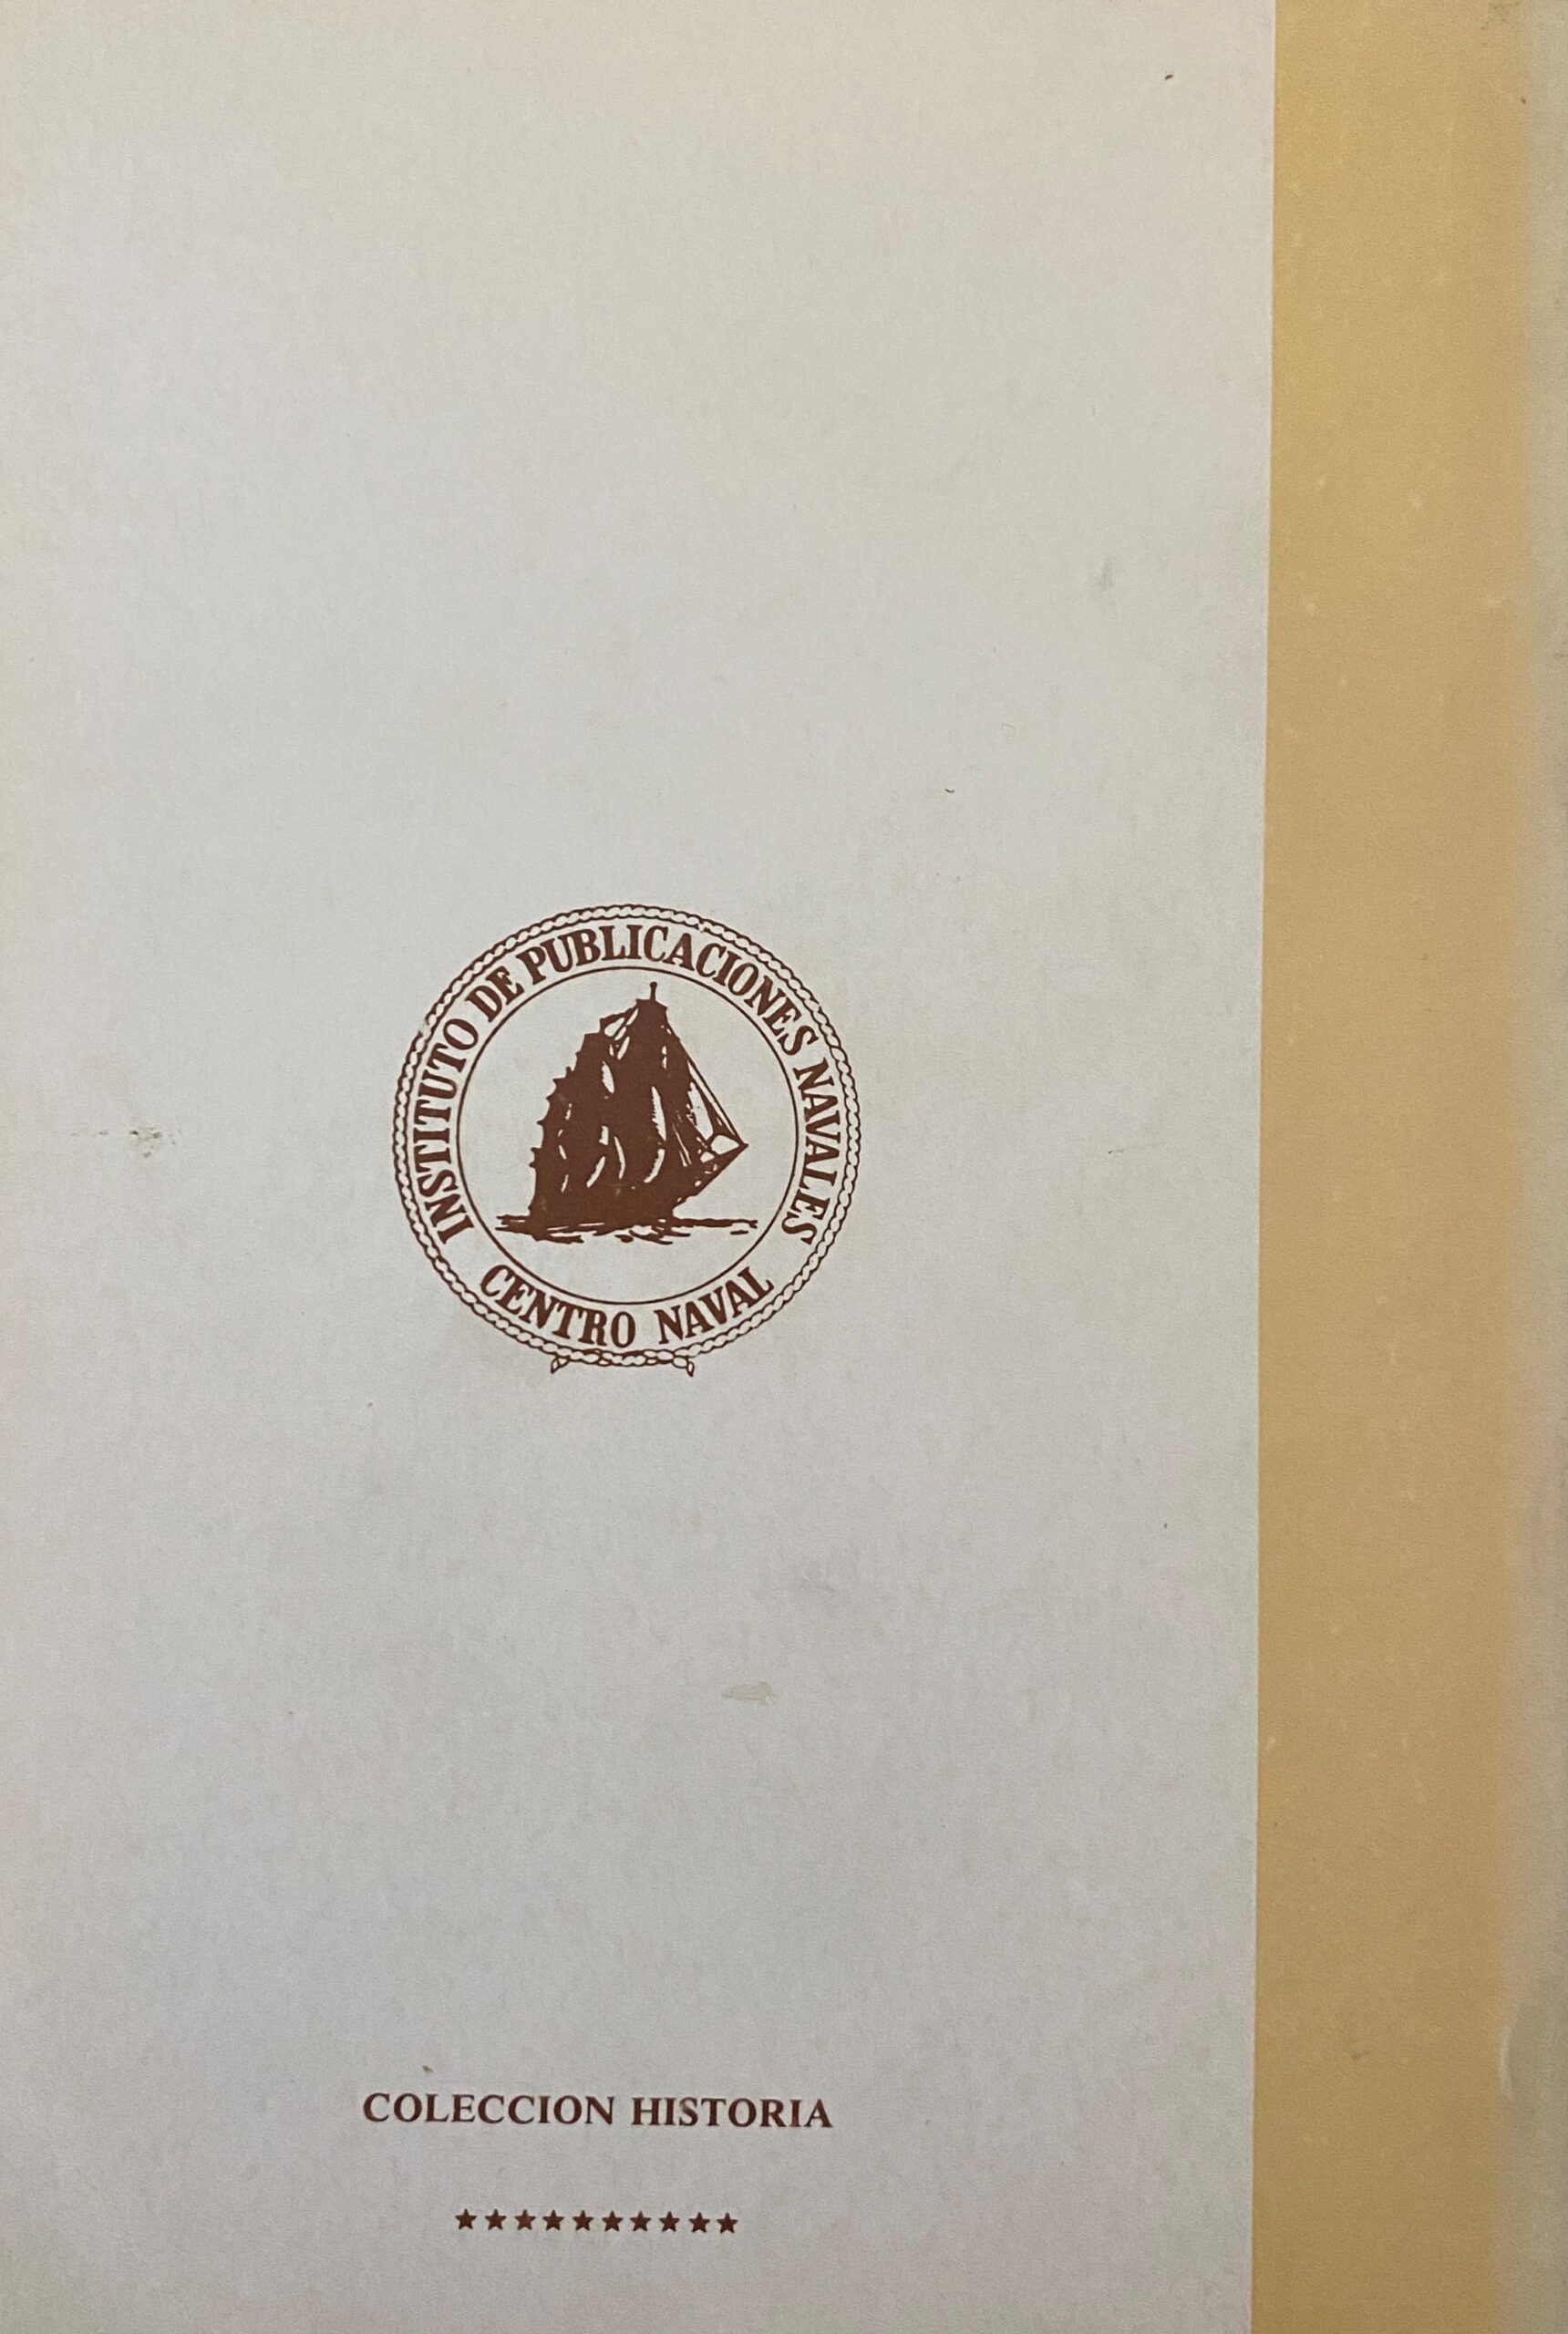 INSTITUTO DE PUBLICACIONES NAVALES
CENTRO NAVAL
COLECCION HISTORIA
★★★★★★★★★★